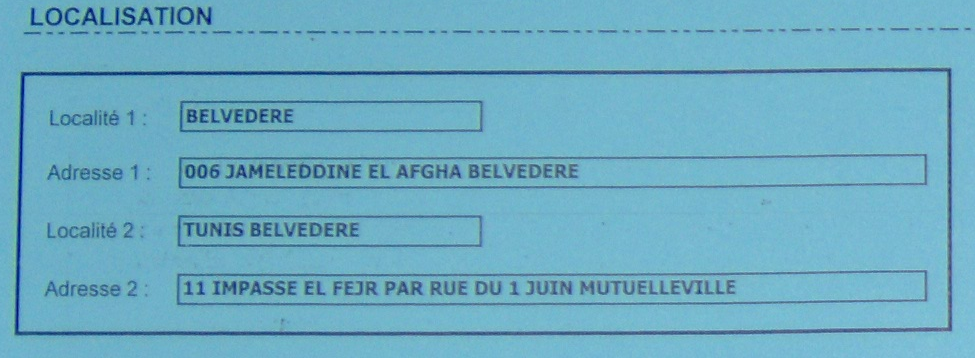 LOCALISATION
Localité 1 : BELVEDERE
Adresse 1 : 006 JAMELEDDINE EL AFGHA BELVEDERE
Localité 2 : TUNIS BELVEDERE
Adresse 2 : 11 IMPASSE EL FEJR PAR RUE DU 1 JUIN MUTUELLEVILLE